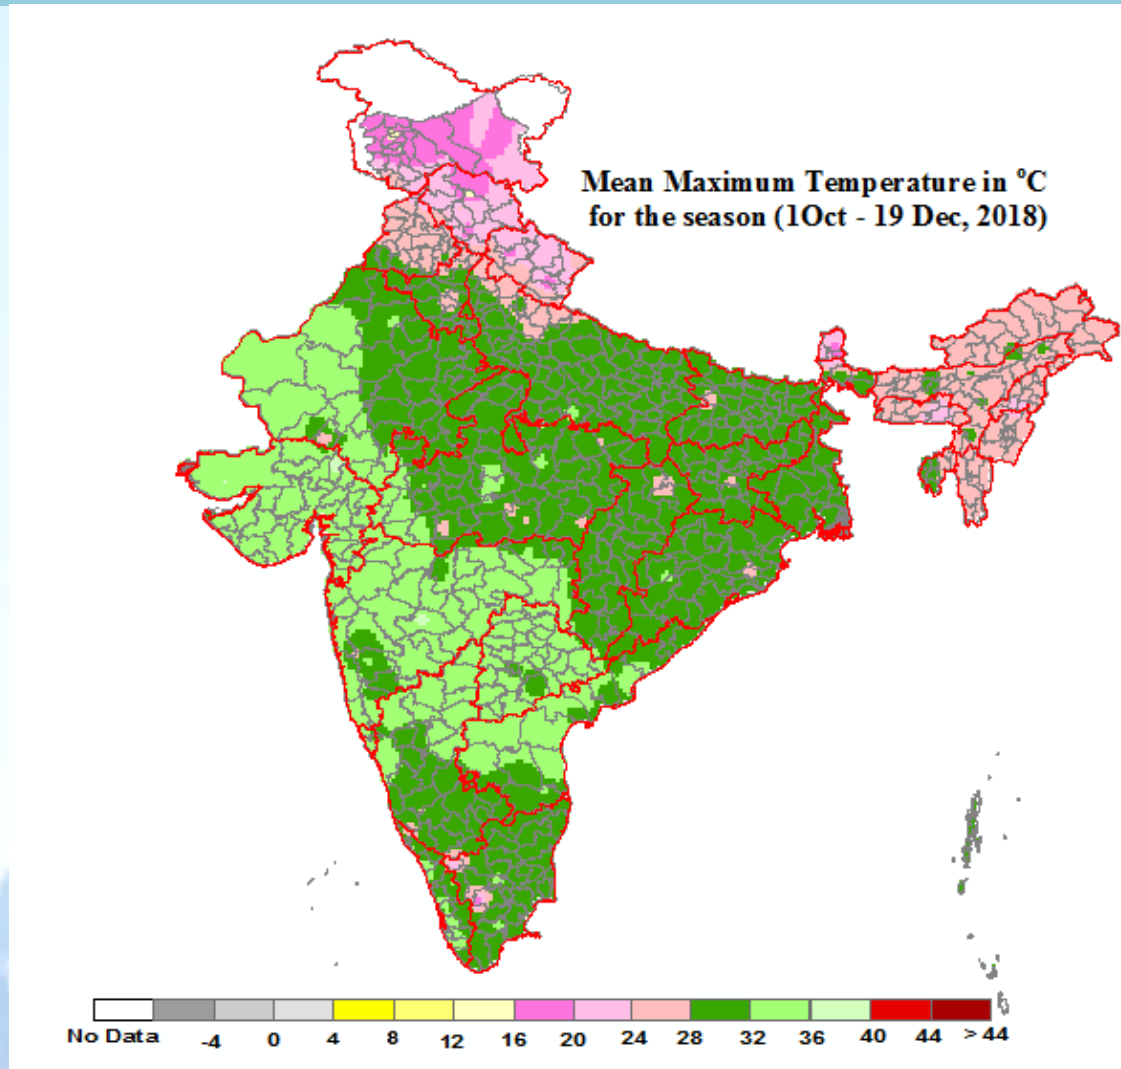 Mean Maximum Temperature in °C
for the season (1Oct - 19 Dec, 2018)
No Data -4 0 4 8 12 16 20 24 28 32 36 40 44 > 44